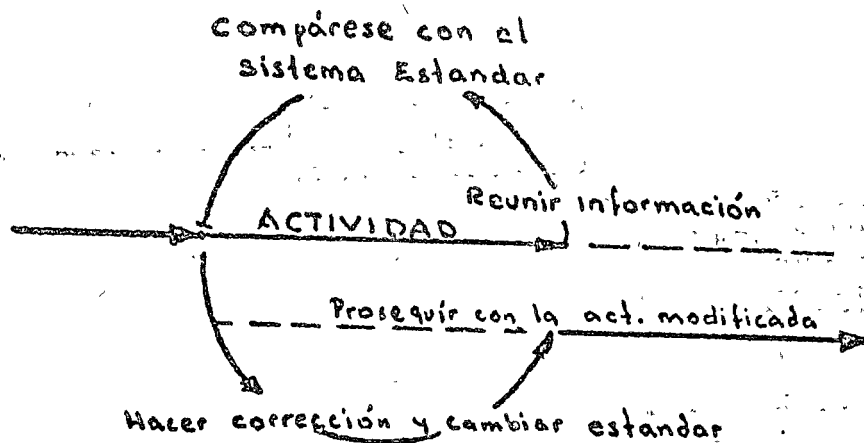 Compárese con el
sistema Estandar
Reunir información
ACTIVIDAD
Proseguir con la act. modificada
Hacer corrección y cambiar estandar